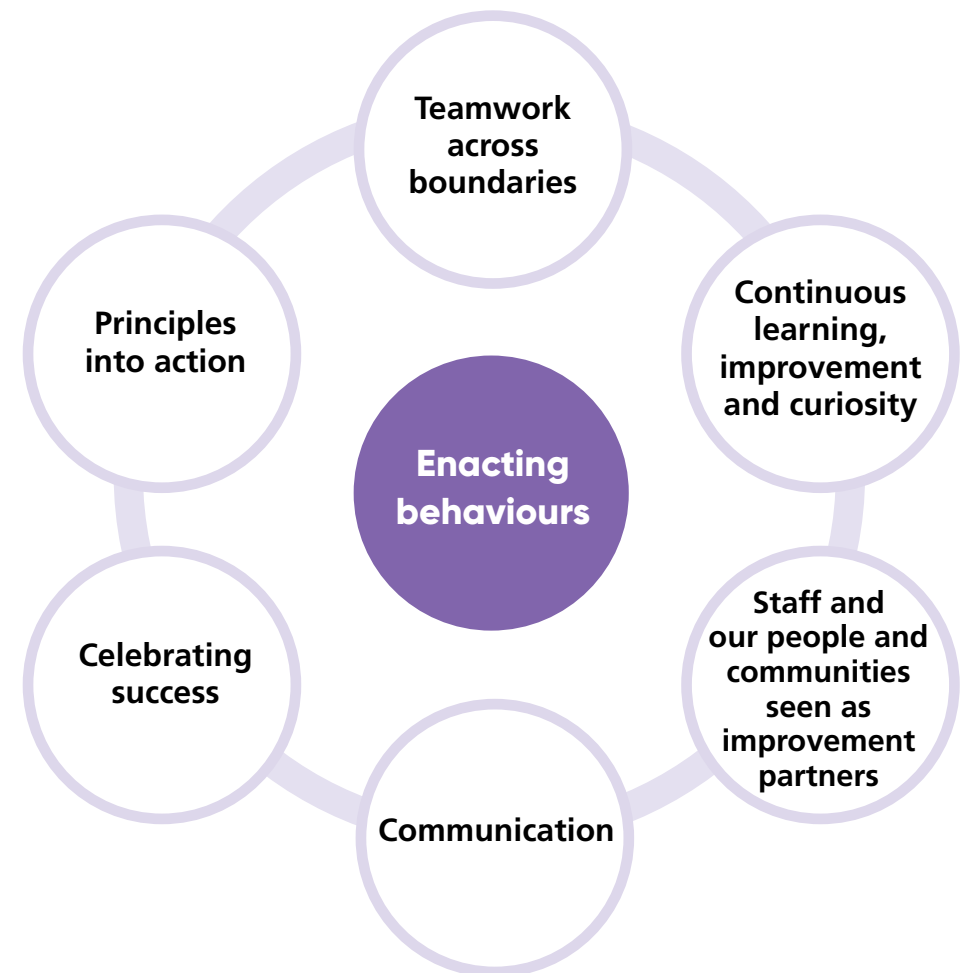 Teamwork
across
boundaries
Continuous
learning,
improvement
and curiosity
Staff and
our people and
communities
seen as
improvement
partners
Communication
Celebrating
success
Principles
into action
Enacting
behaviours